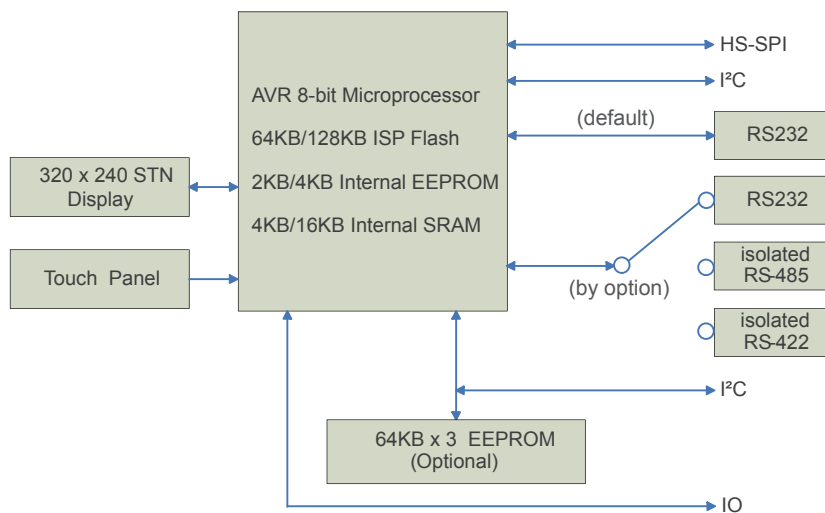 HS-SPI
I²C
AVR 8-bit Microprocessor
64KB/128KB ISP Flash
2KB/4KB Internal EEPROM
4KB/16KB Internal SRAM
(default)
RS232
320 x 240 STN
Display
RS232
Touch Panel
(by option)
isolated
RS-485
isolated
RS-422
I²C
64KB x 3 EEPROM
(Optional)
IO